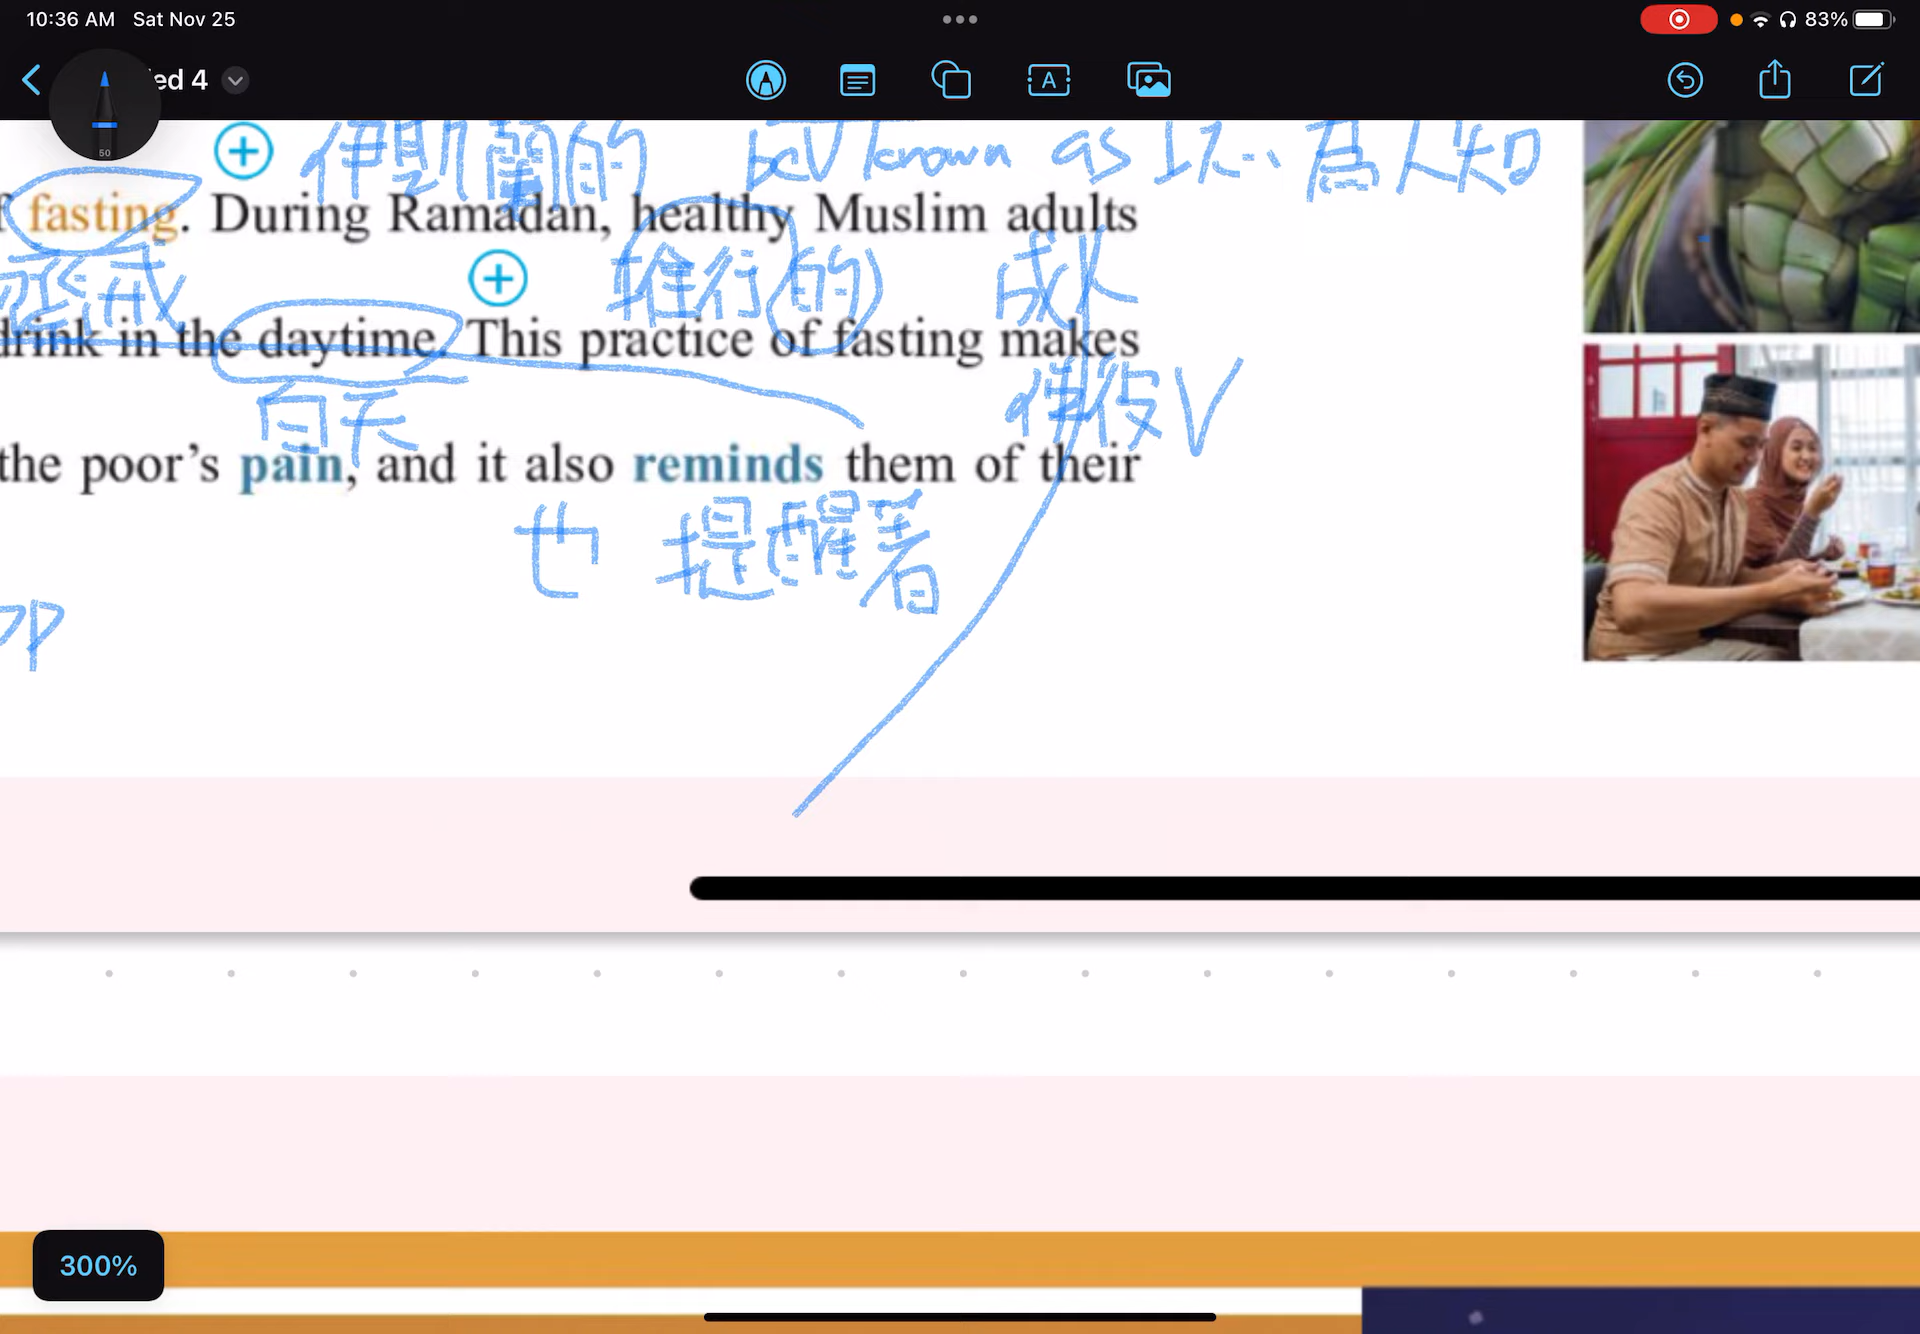 10:36 AM Sat Nov 25
83%
ed 4
A
50
伊斯蘭的 beV known as 以... 為人知
fasting. During Ramadan, healthy Muslim adults
齋戒 推行(的) 成人
drink in the daytime. This practice of fasting makes
白天 使役V
the poor's pain, and it also reminds them of their
也 提醒著
pp
300%